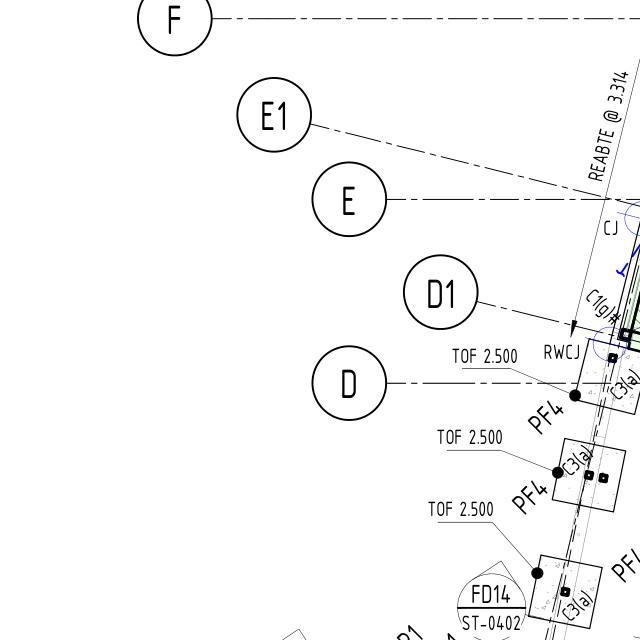 F
E1
REABTE @ 3.314
E
CJ
D1
C1(g)#
RWCJ
TOF 2.500
D
C3(a)
PF4
TOF 2.500
C3(a)
PF4
TOF 2.500
FD14
ST-0402
C3(a)